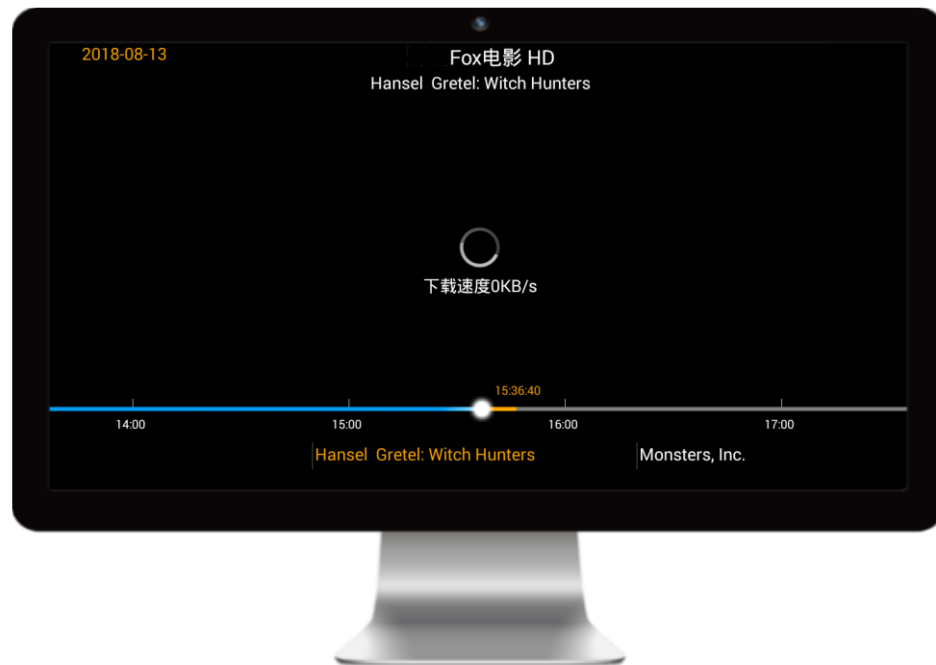 2018-08-13
Fox电影 HD
Hansel  Gretel: Witch Hunters
下载速度0KB/s
15:36:40
14:00
15:00
16:00
17:00
Hansel  Gretel: Witch Hunters
Monsters, Inc.